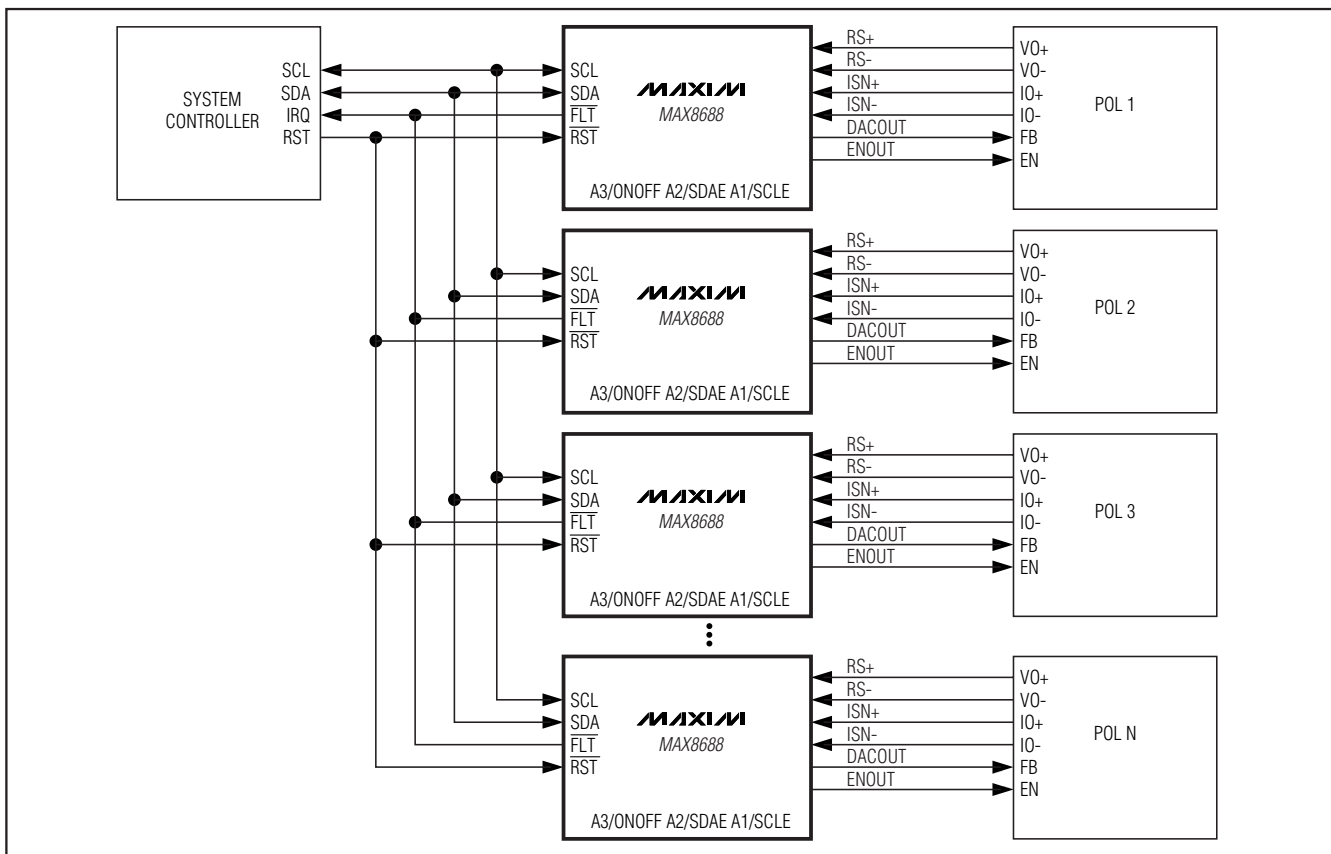 SYSTEM
CONTROLLER
SCL
SDA
IRQ
RST
SCL
SDA
FLT
RST
MAXIM
MAX8688
A3/ONOFF A2/SDAE A1/SCLE
RS+
RS-
ISN+
ISN-
DACOUT
ENOUT
VO+
VO-
IO+
IO-
FB
EN
POL 1
SCL
SDA
FLT
RST
MAXIM
MAX8688
A3/ONOFF A2/SDAE A1/SCLE
RS+
RS-
ISN+
ISN-
DACOUT
ENOUT
VO+
VO-
IO+
IO-
FB
EN
POL 2
SCL
SDA
FLT
RST
MAXIM
MAX8688
A3/ONOFF A2/SDAE A1/SCLE
RS+
RS-
ISN+
ISN-
DACOUT
ENOUT
VO+
VO-
IO+
IO-
FB
EN
POL 3
SCL
SDA
FLT
RST
MAXIM
MAX8688
A3/ONOFF A2/SDAE A1/SCLE
RS+
RS-
ISN+
ISN-
DACOUT
ENOUT
VO+
VO-
IO+
IO-
FB
EN
POL N